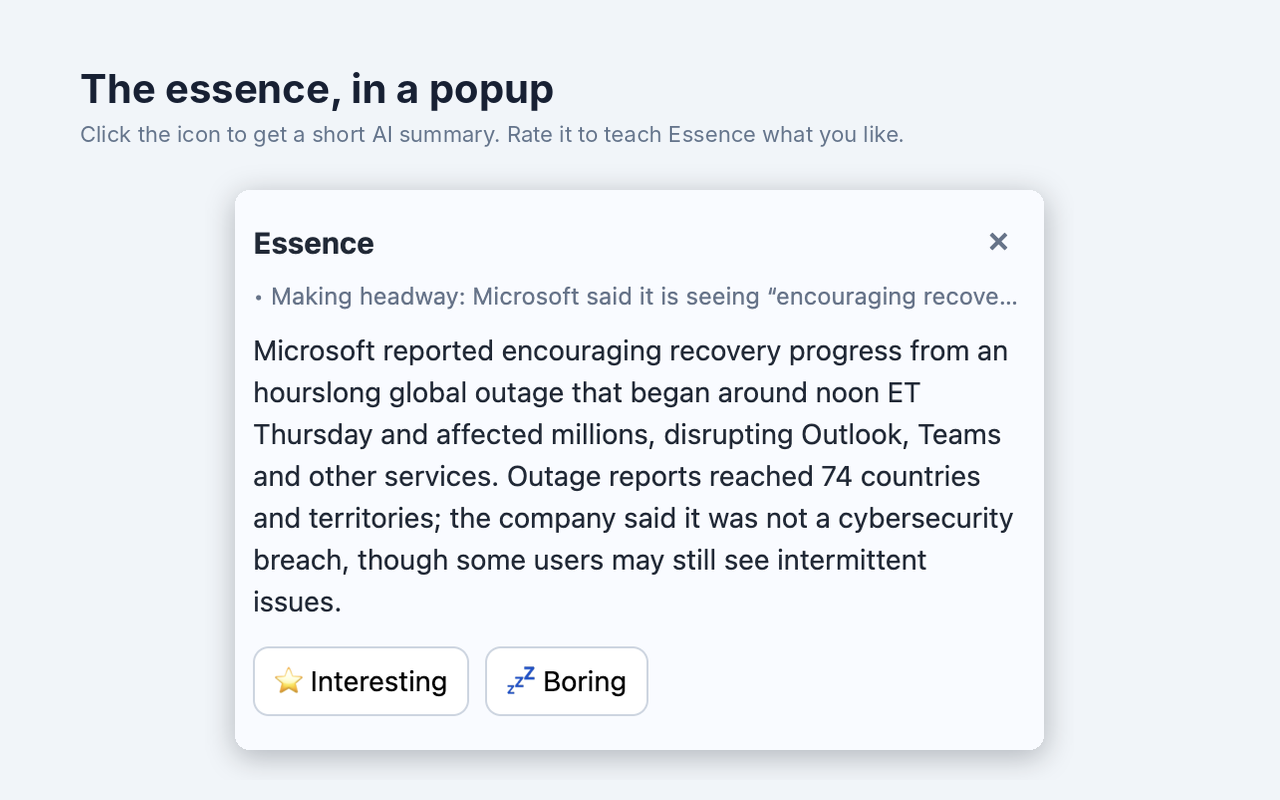 The essence, in a popup
Click the icon to get a short AI summary. Rate it to teach Essence what you like.
Essence
✕
• Making headway: Microsoft said it is seeing “encouraging recove...
Microsoft reported encouraging recovery progress from an
hourslong global outage that began around noon ET
Thursday and affected millions, disrupting Outlook, Teams
and other services. Outage reports reached 74 countries
and territories; the company said it was not a cybersecurity
breach, though some users may still see intermittent
issues.
⭐ Interesting
💤 Boring